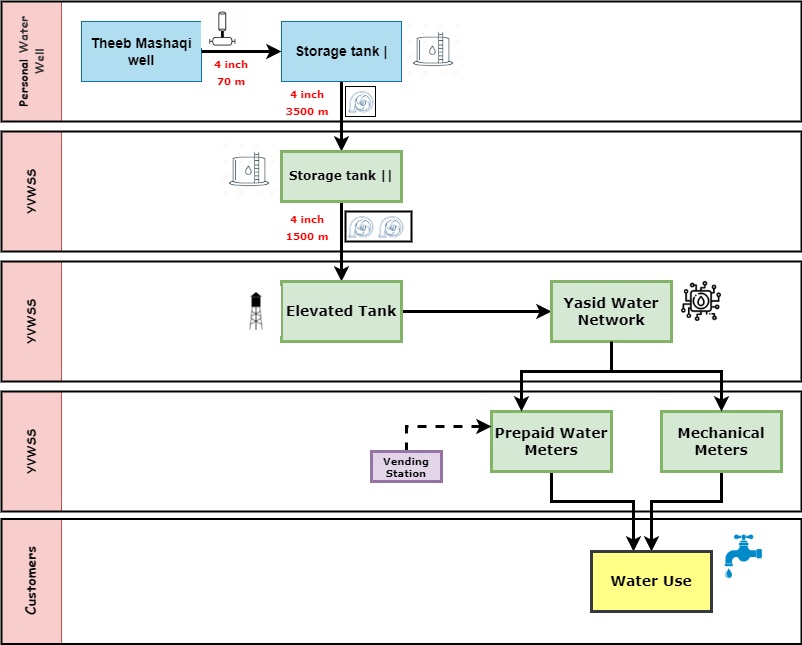 Personal Water
Well
Theeb Mashaqi
well
4 inch
70 m
Storage tank |
4 inch
3500 m
YVWSS
Storage tank ||
4 inch
1500 m
YVWSS
Elevated Tank
Yasid Water
Network
YVWSS
Vending
Station
Prepaid Water
Meters
Mechanical
Meters
Customers
Water Use